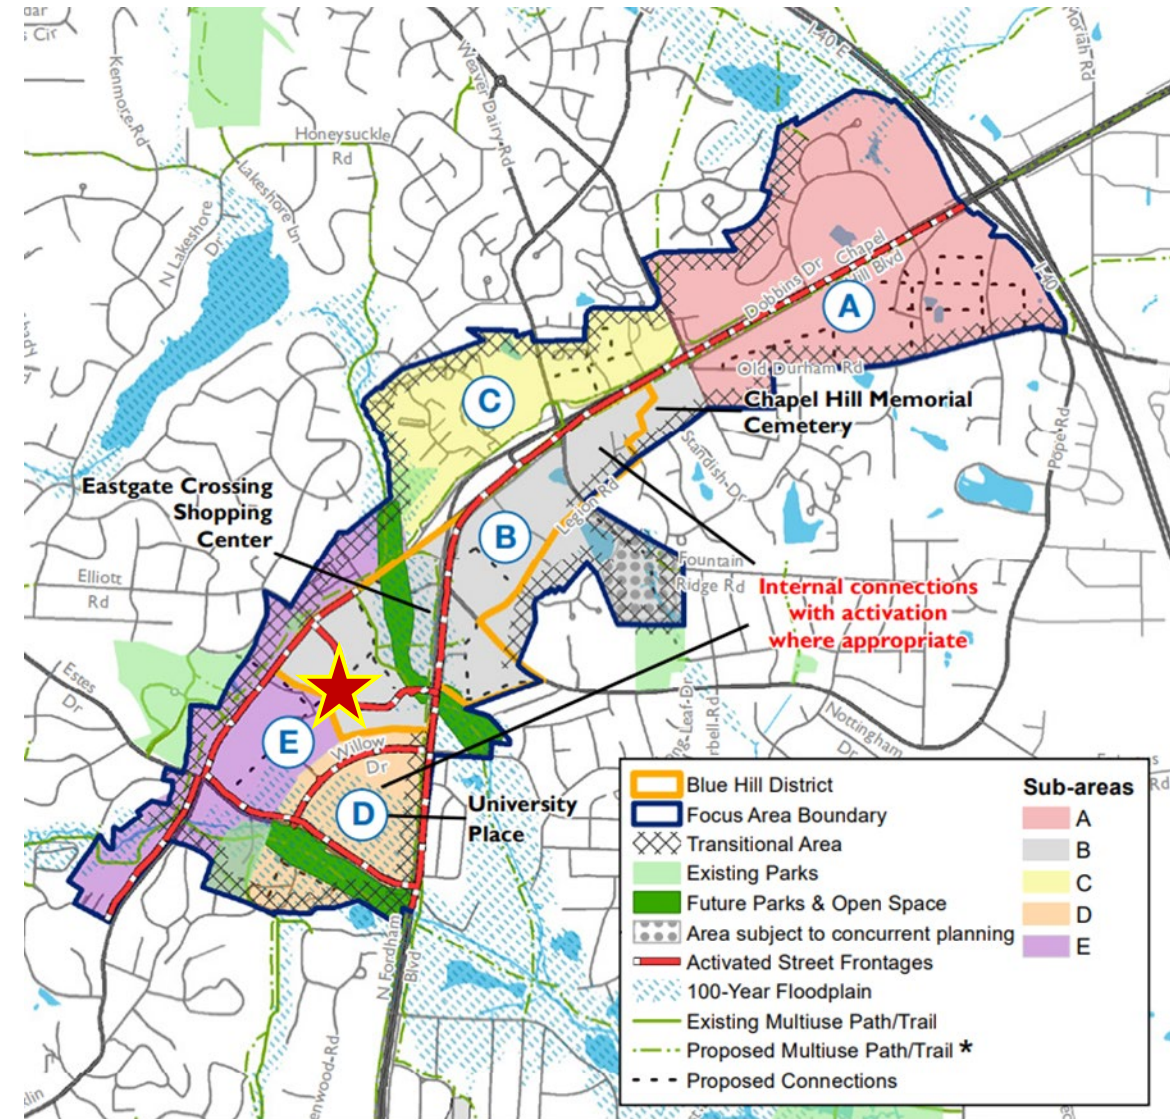 Cir
Kenmore Rd
Honeysuckle
Rd
Lakeshore Ln
N Lakeshore
Dr
Weaver Dairy Rd
I-40 E
Moriah Rd
I-40
Dobbins Dr
Chapel
Hill Blvd
A
Old Durham Rd
Chapel Hill Memorial
Cemetery
C
Standish Dr
Pope Rd
Eastgate Crossing
Shopping
Center
B
Legion Rd
Elliott
Rd
Fountain
Ridge Rd
Internal connections
with activation
where appropriate
Estes
Dr
E
Willow
Dr
D
University
Place
Nottingham
Dr
N Fordham
Blvd
Rd
Blue Hill District
Focus Area Boundary
Transitional Area
Existing Parks
Future Parks & Open Space
Area subject to concurrent planning
Activated Street Frontages
100-Year Floodplain
Existing Multiuse Path/Trail
Proposed Multiuse Path/Trail *
Proposed Connections
Sub-areas
A
B
C
D
E